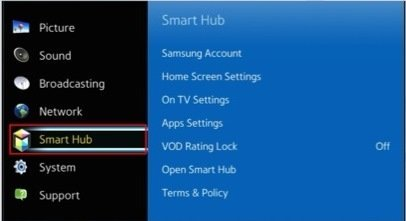 Picture
Sound
Broadcasting
Network
Smart Hub
System
Support
Smart Hub
Samsung Account
Home Screen Settings
On TV Settings
Apps Settings
VOD Rating Lock Off
Open Smart Hub
Terms & Policy